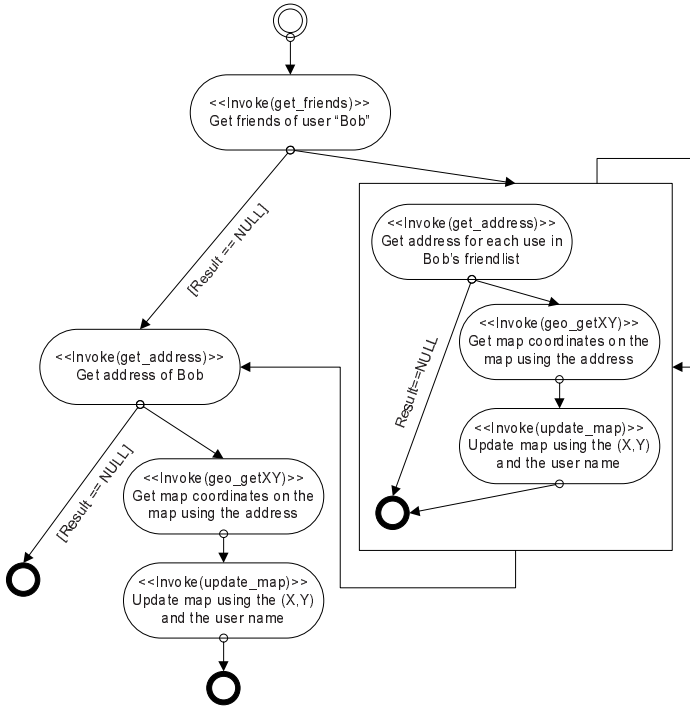 <<Invoke(get_friends)>>
Get friends of user “Bob”
[Result == NULL]
<<Invoke(get_address)>>
Get address for each use in
Bob’s friendlist
<<Invoke(geo_getXY)>>
Get map coordinates on the
map using the address
Result==NULL
<<Invoke(update_map)>>
Update map using the (X,Y)
and the user name
<<Invoke(get_address)>>
Get address of Bob
[Result == NULL]
<<Invoke(geo_getXY)>>
Get map coordinates on the
map using the address
<<Invoke(update_map)>>
Update map using the (X,Y)
and the user name